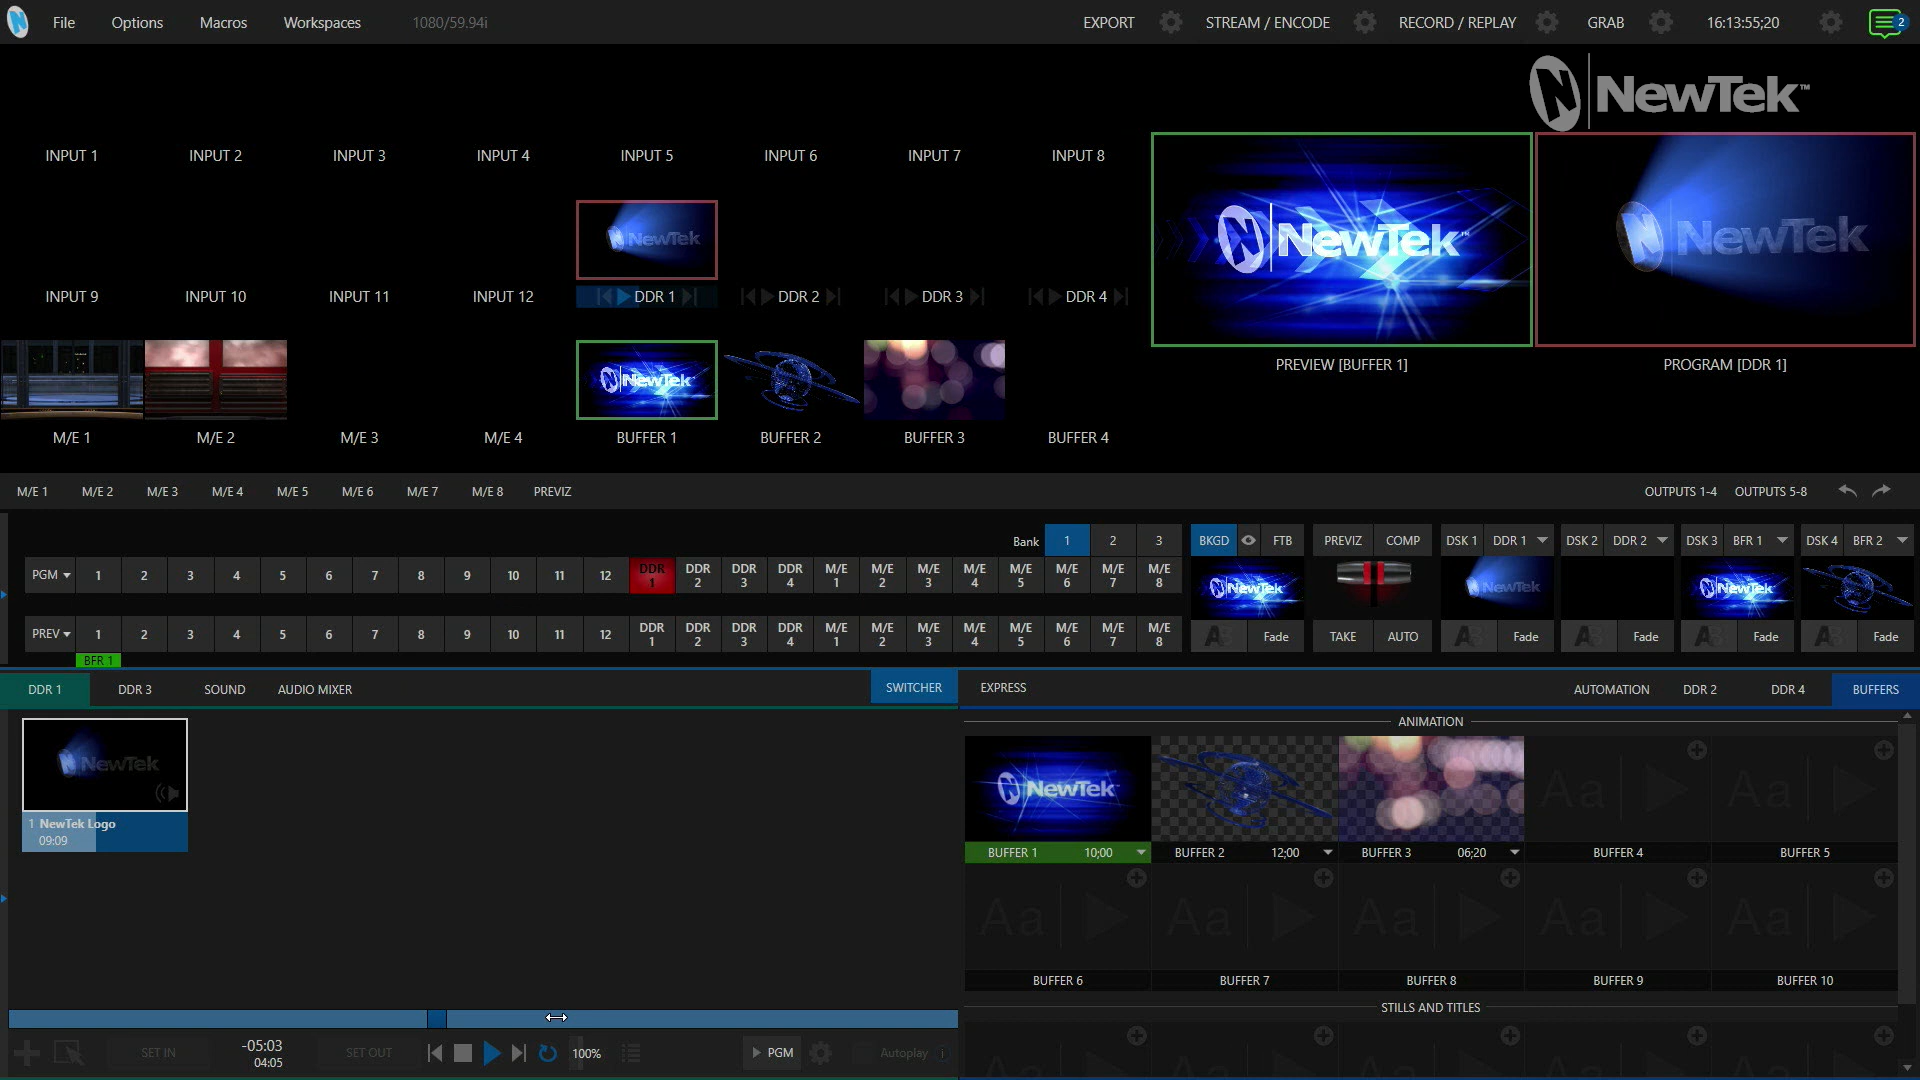 File Options Macros Workspaces 1080/59.94i EXPORT STREAM / ENCODE RECORD / REPLAY GRAB 16:13:55;20 2
NewTek™
INPUT 1 INPUT 2 INPUT 3 INPUT 4 INPUT 5 INPUT 6 INPUT 7 INPUT 8
NewTek
NewTek™
NewTek
INPUT 9 INPUT 10 INPUT 11 INPUT 12 DDR 1 DDR 2 DDR 3 DDR 4
PREVIEW [BUFFER 1] PROGRAM [DDR 1]
NewTek
M/E 1 M/E 2 M/E 3 M/E 4 BUFFER 1 BUFFER 2 BUFFER 3 BUFFER 4
M/E 1 M/E 2 M/E 3 M/E 4 M/E 5 M/E 6 M/E 7 M/E 8 PREVIZ OUTPUTS 1-4 OUTPUTS 5-8
Bank 1 2 3 BKGD FTB PREVIZ COMP DSK 1 DDR 1 DSK 2 DDR 2 DSK 3 BFR 1 DSK 4 BFR 2
PGM 1 2 3 4 5 6 7 8 9 10 11 12 DDR 1 DDR 2 DDR 3 DDR 4 M/E 1 M/E 2 M/E 3 M/E 4 M/E 5 M/E 6 M/E 7 M/E 8
NewTek NewTek NewTek
PREV 1 2 3 4 5 6 7 8 9 10 11 12 DDR 1 DDR 2 DDR 3 DDR 4 M/E 1 M/E 2 M/E 3 M/E 4 M/E 5 M/E 6 M/E 7 M/E 8
Fade TAKE AUTO Fade Fade Fade Fade
BFR 1
DDR 1 DDR 3 SOUND AUDIO MIXER SWITCHER EXPRESS AUTOMATION DDR 2 DDR 4 BUFFERS
ANIMATION
NewTek
NewTek
Aa Aa
1 NewTek Logo
09:09
BUFFER 1 10;00 BUFFER 2 12;00 BUFFER 3 06;20 BUFFER 4 BUFFER 5
Aa Aa Aa Aa Aa
BUFFER 6 BUFFER 7 BUFFER 8 BUFFER 9 BUFFER 10
STILLS AND TITLES
SET IN -05:03 SET OUT 100% PGM Autoplay
04:05